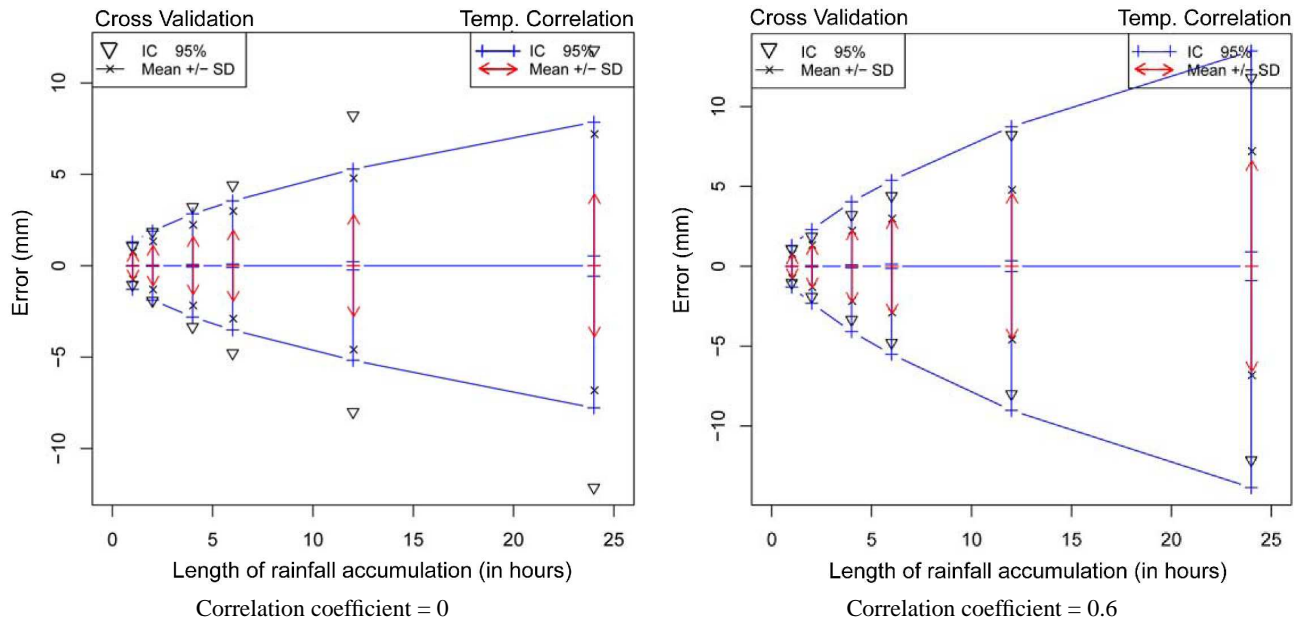 Cross Validation
Temp. Correlation
IC 95%
Mean +/- SD
IC 95%
Mean +/- SD
10
5
0
−5
−10
Error (mm)
0 5 10 15 20 25
Length of rainfall accumulation (in hours)
Correlation coefficient = 0
Cross Validation
Temp. Correlation
IC 95%
Mean +/- SD
IC 95%
Mean +/- SD
10
5
0
−5
−10
Error (mm)
0 5 10 15 20 25
Length of rainfall accumulation (in hours)
Correlation coefficient = 0.6